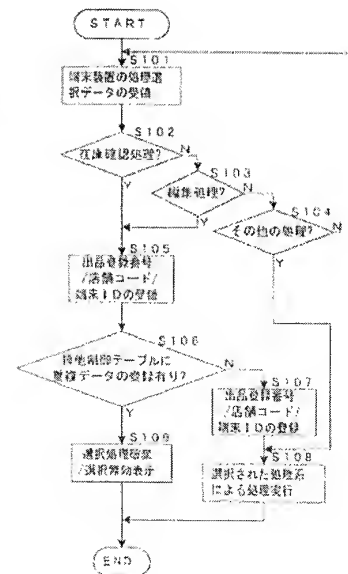 START
S101
端末装置の処理選
択データの受信
S102
在庫確認処理?
N
S103
Y
編集処理?
N
S104
Y
その他の処理?
N
Y
S105
出品登録番号
/店舗コード/
端末IDの受信
S106
排他制御テーブルに
重複データの登録有り?
N
Y
S107
出品登録番号
/店舗コード/
端末IDの登録
S109
選択処理破棄
/選択無効表示
S108
選択された処理系
による処理実行
END